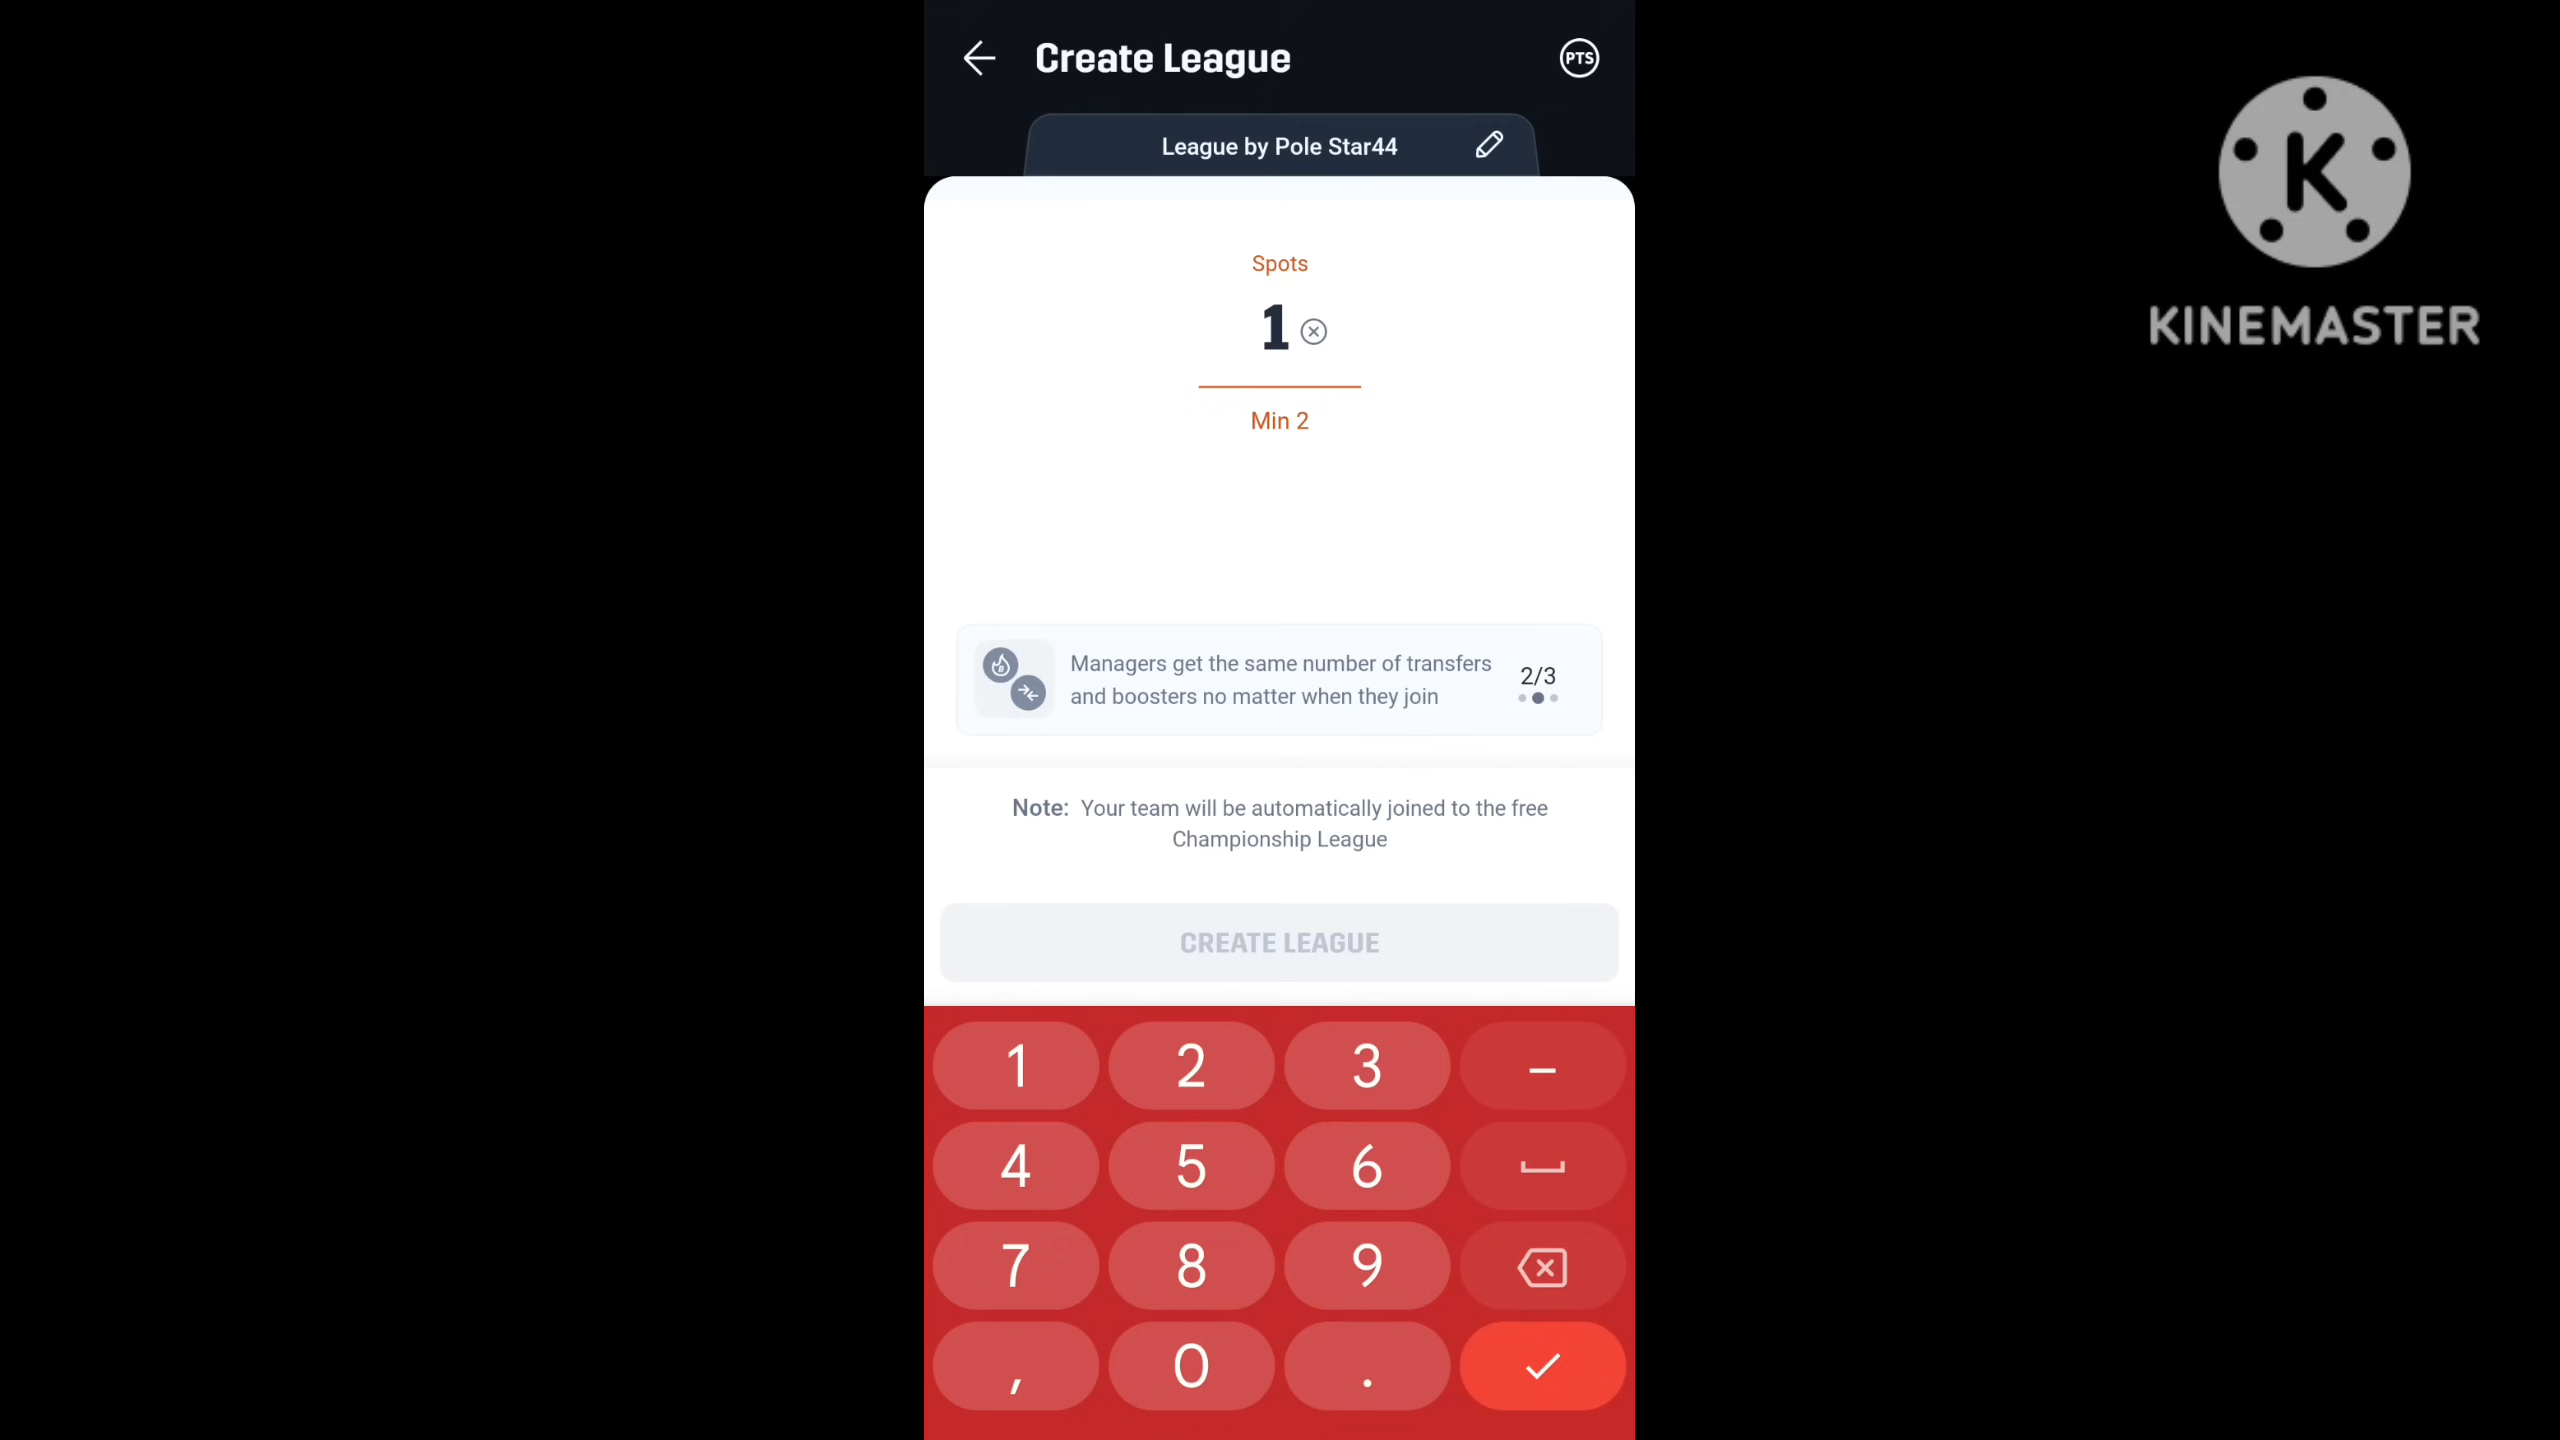 Create League
PTS
League by Pole Star44
K
KINEMASTER
Spots
1
Min 2
Managers get the same number of transfers
and boosters no matter when they join
2/3
Note: Your team will be automatically joined to the free
Championship League
CREATE LEAGUE
1 2 3 –
4 5 6
7 8 9
, 0 .